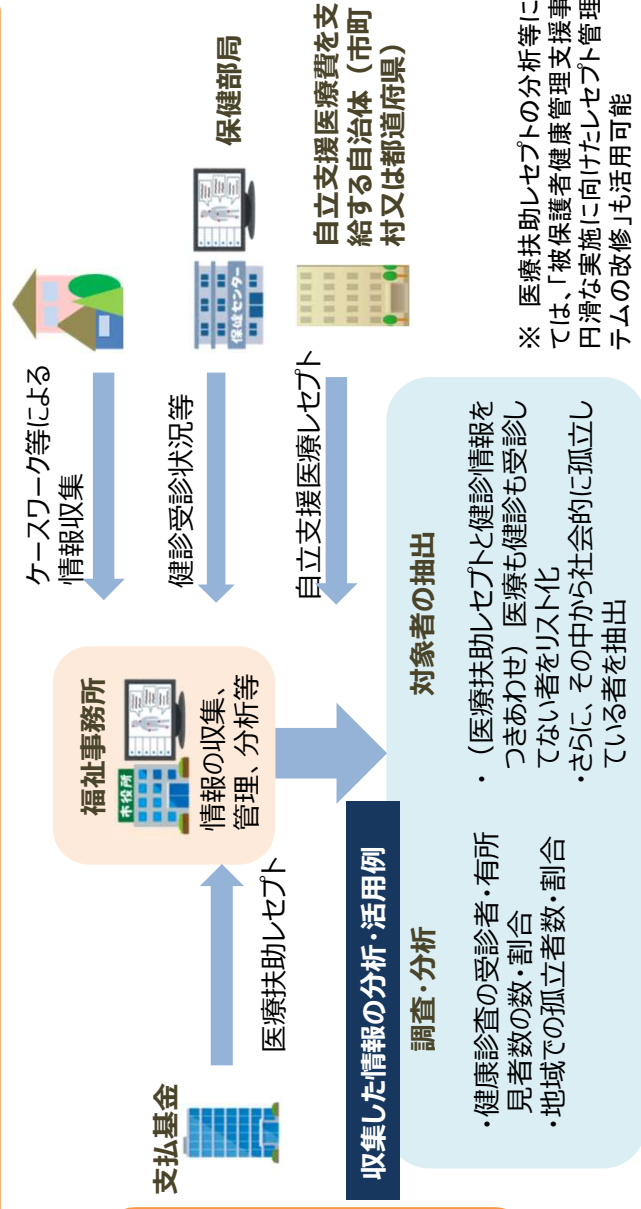 支払基金
医療扶助レセプト
福祉事務所
市役所
情報の収集、
管理、分析等
ケースワーク等による
情報収集
健診受診状況等
保健センター
保健部局
自立支援医療レセプト
自立支援医療費を支
給する自治体（市町
村又は都道府県）
収集した情報の分析・活用例
調査・分析
・健康診査の受診者・有所
見者数の数・割合
・地域での孤立者数・割合
対象者の抽出
・（医療扶助レセプトと健診情報を
つきあわせ）医療も健診も受診し
てない者をリスト化
・さらに、その中から社会的に孤立し
ている者を抽出
※　医療扶助レセプトの分析等に
ては、「被保護者健康管理支援事
円滑な実施に向けたレセプト管理
テムの改修」も活用可能